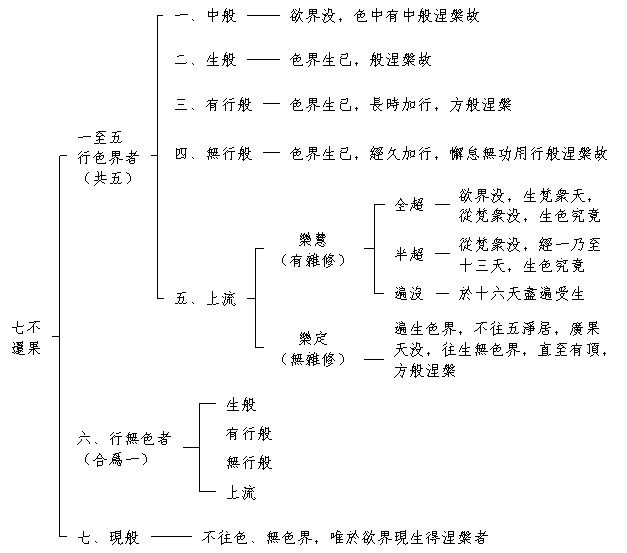 七不
還果
一至五
行色界者
（共五）
一、中般
欲界没，色中有中般涅槃故
二、生般
色界生已，般涅槃故
三、有行般
色界生已，長時加行，方般涅槃
四、無行般
色界生已，經久加行，懈怠無功用行般涅槃故
五、上流
樂慧
（有雜修）
全超
欲界没，生梵衆天，
從梵衆没，生色究竟
半超
從梵衆没，經一乃至
十三天，生色究竟
遍沒
於十六天盡遍受生
樂定
（無雜修）
遍生色界，不往五淨居，廣果
天没，往生無色界，直至有頂，
方般涅槃
六、行無色者
（合爲一）
生般
有行般
無行般
上流
七、現般
不往色、無色界，唯於欲界現生得涅槃者